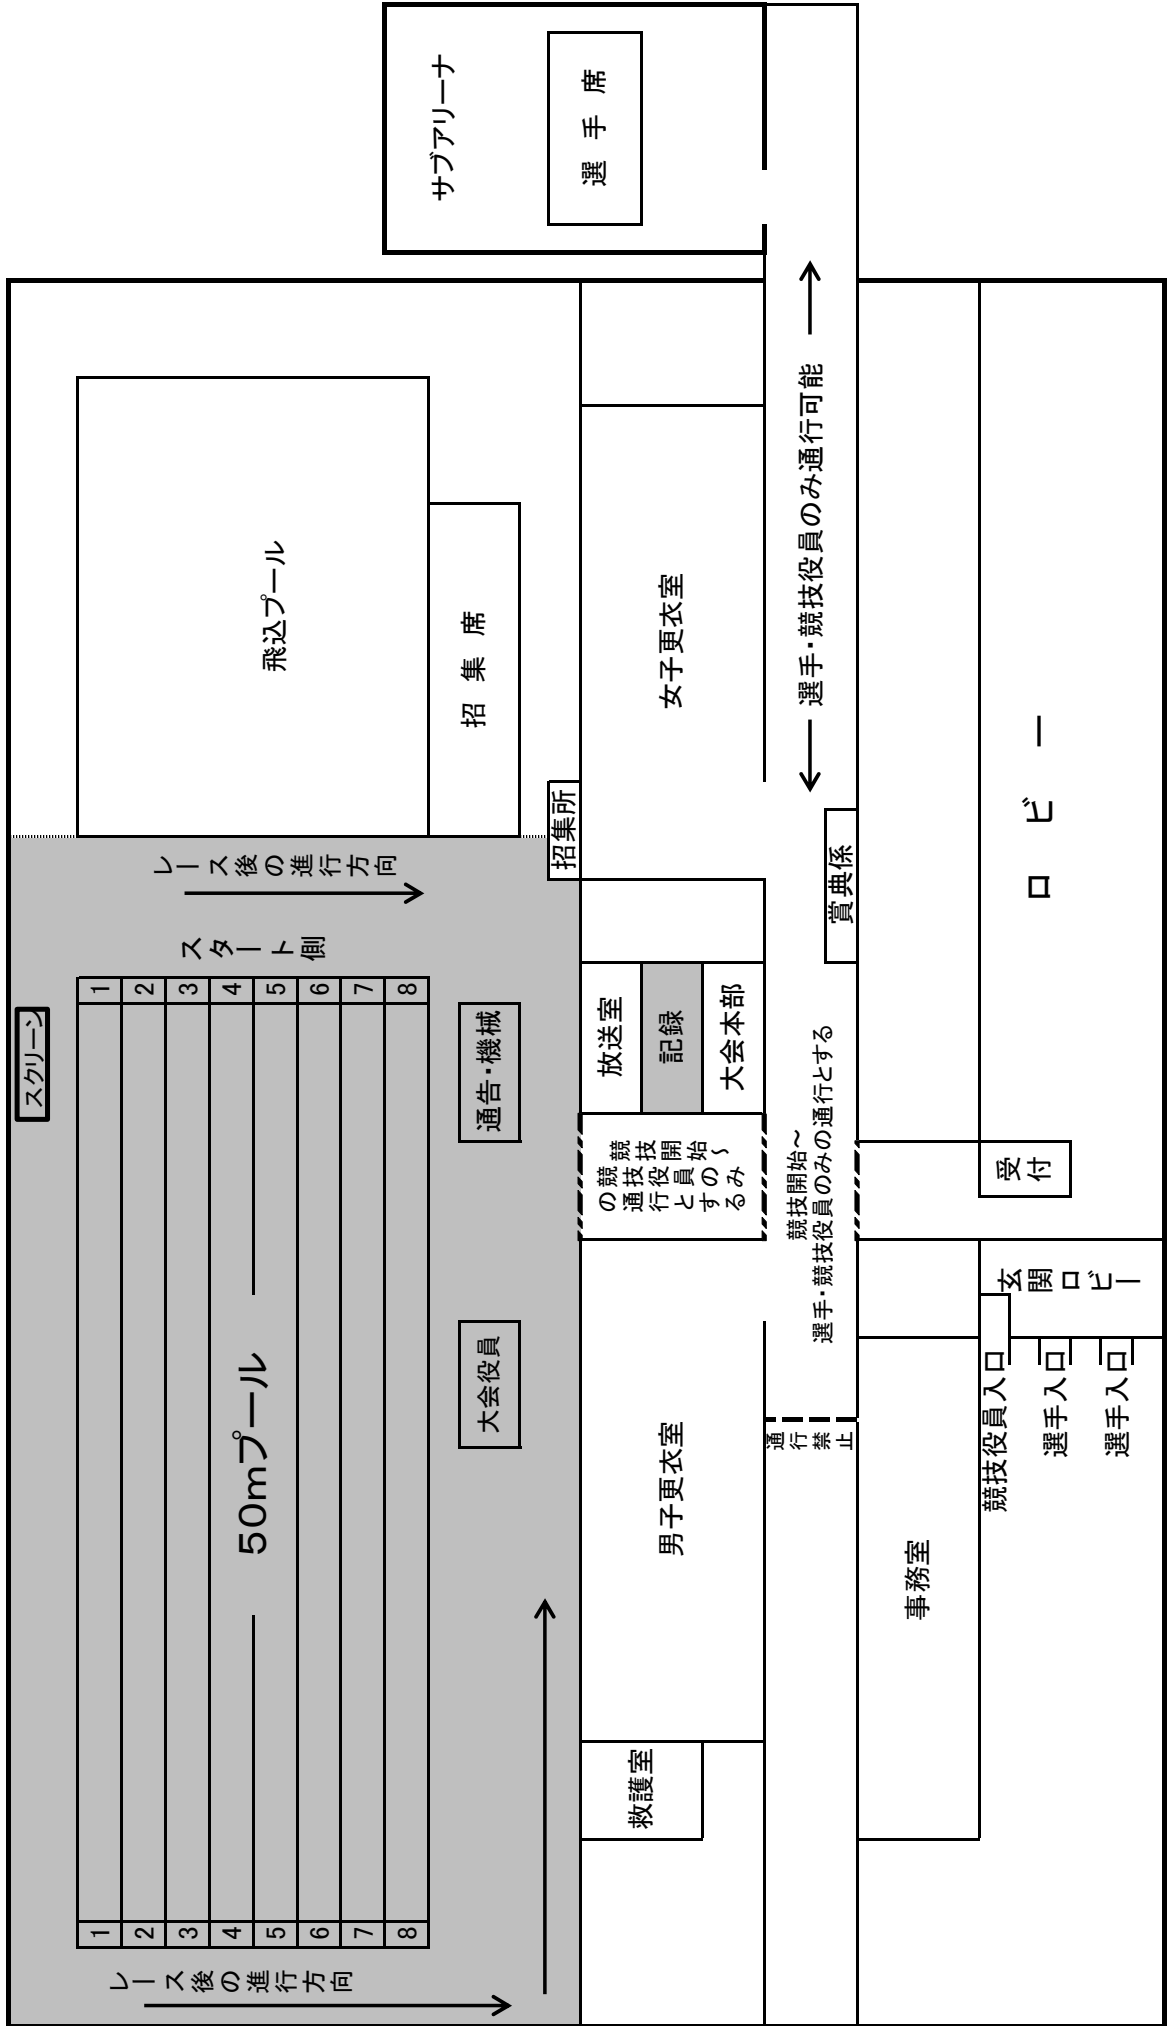 スクリーン
レース後の進行方向
1
2
3
4
5
6
7
8
50mプール
1
2
3
4
5
6
7
8
スタート側
レース後の進行方向
飛込プール
招集席
サブアリーナ
選手席
大会役員
通告・機械
招集所
救護室
男子更衣室
競技開始～
競技役員のみ
の通行とする
放送室
記録
大会本部
女子更衣室
通行禁止
競技開始～
選手・競技役員のみの通行とする
賞典係
選手・競技役員のみ通行可能
事務室
競技役員入口
選手入口
選手入口
玄関ロビー
受付
ロビー